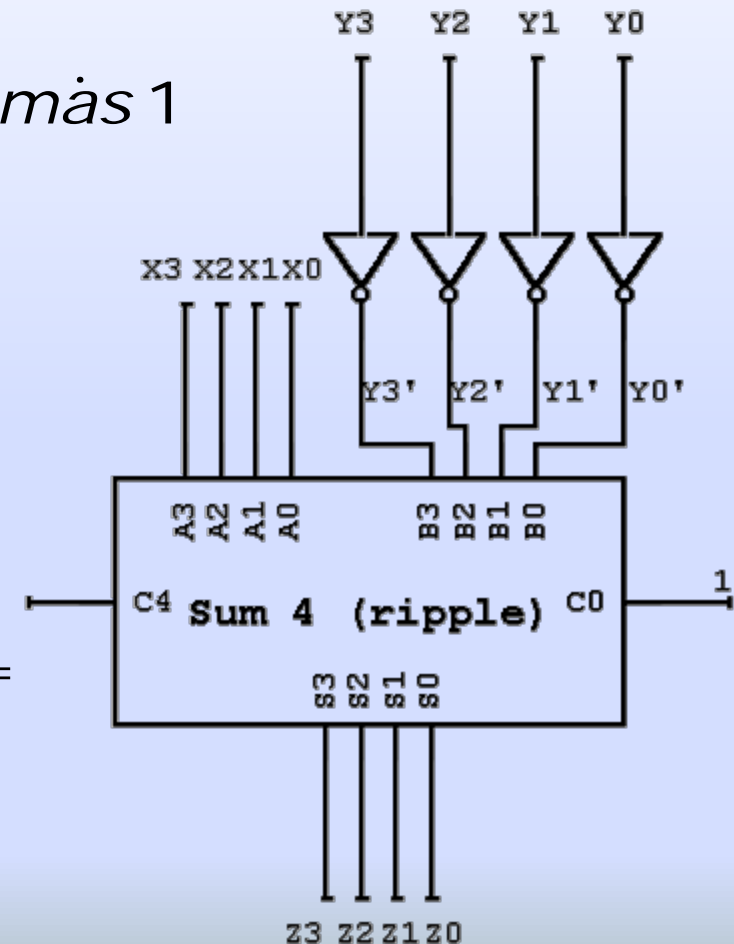 Y3 Y2 Y1 Y0
màs 1
X3 X2 X1 X0
Y3' Y2' Y1' Y0'
A3 A2 A1 A0 B3 B2 B1 B0
1
C4 Sum 4 (ripple) C0
=
S3 S2 S1 S0
Z3 Z2 Z1 Z0